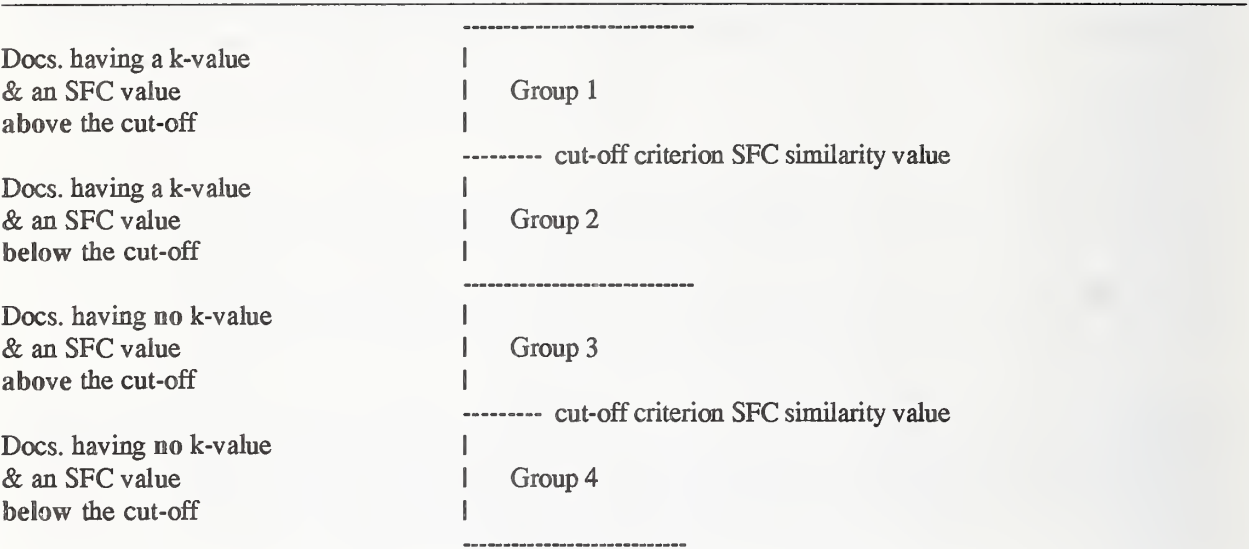 Docs. having a k-value
& an SFC value Group 1
above the cut-off
cut-off criterion SFC similarity value
Docs. having a k-value
& an SFC value Group 2
below the cut-off
Docs. having no k-value
& an SFC value Group 3
above the cut-off
cut-off criterion SFC similarity value
Docs. having no k-value
& an SFC value Group 4
below the cut-off